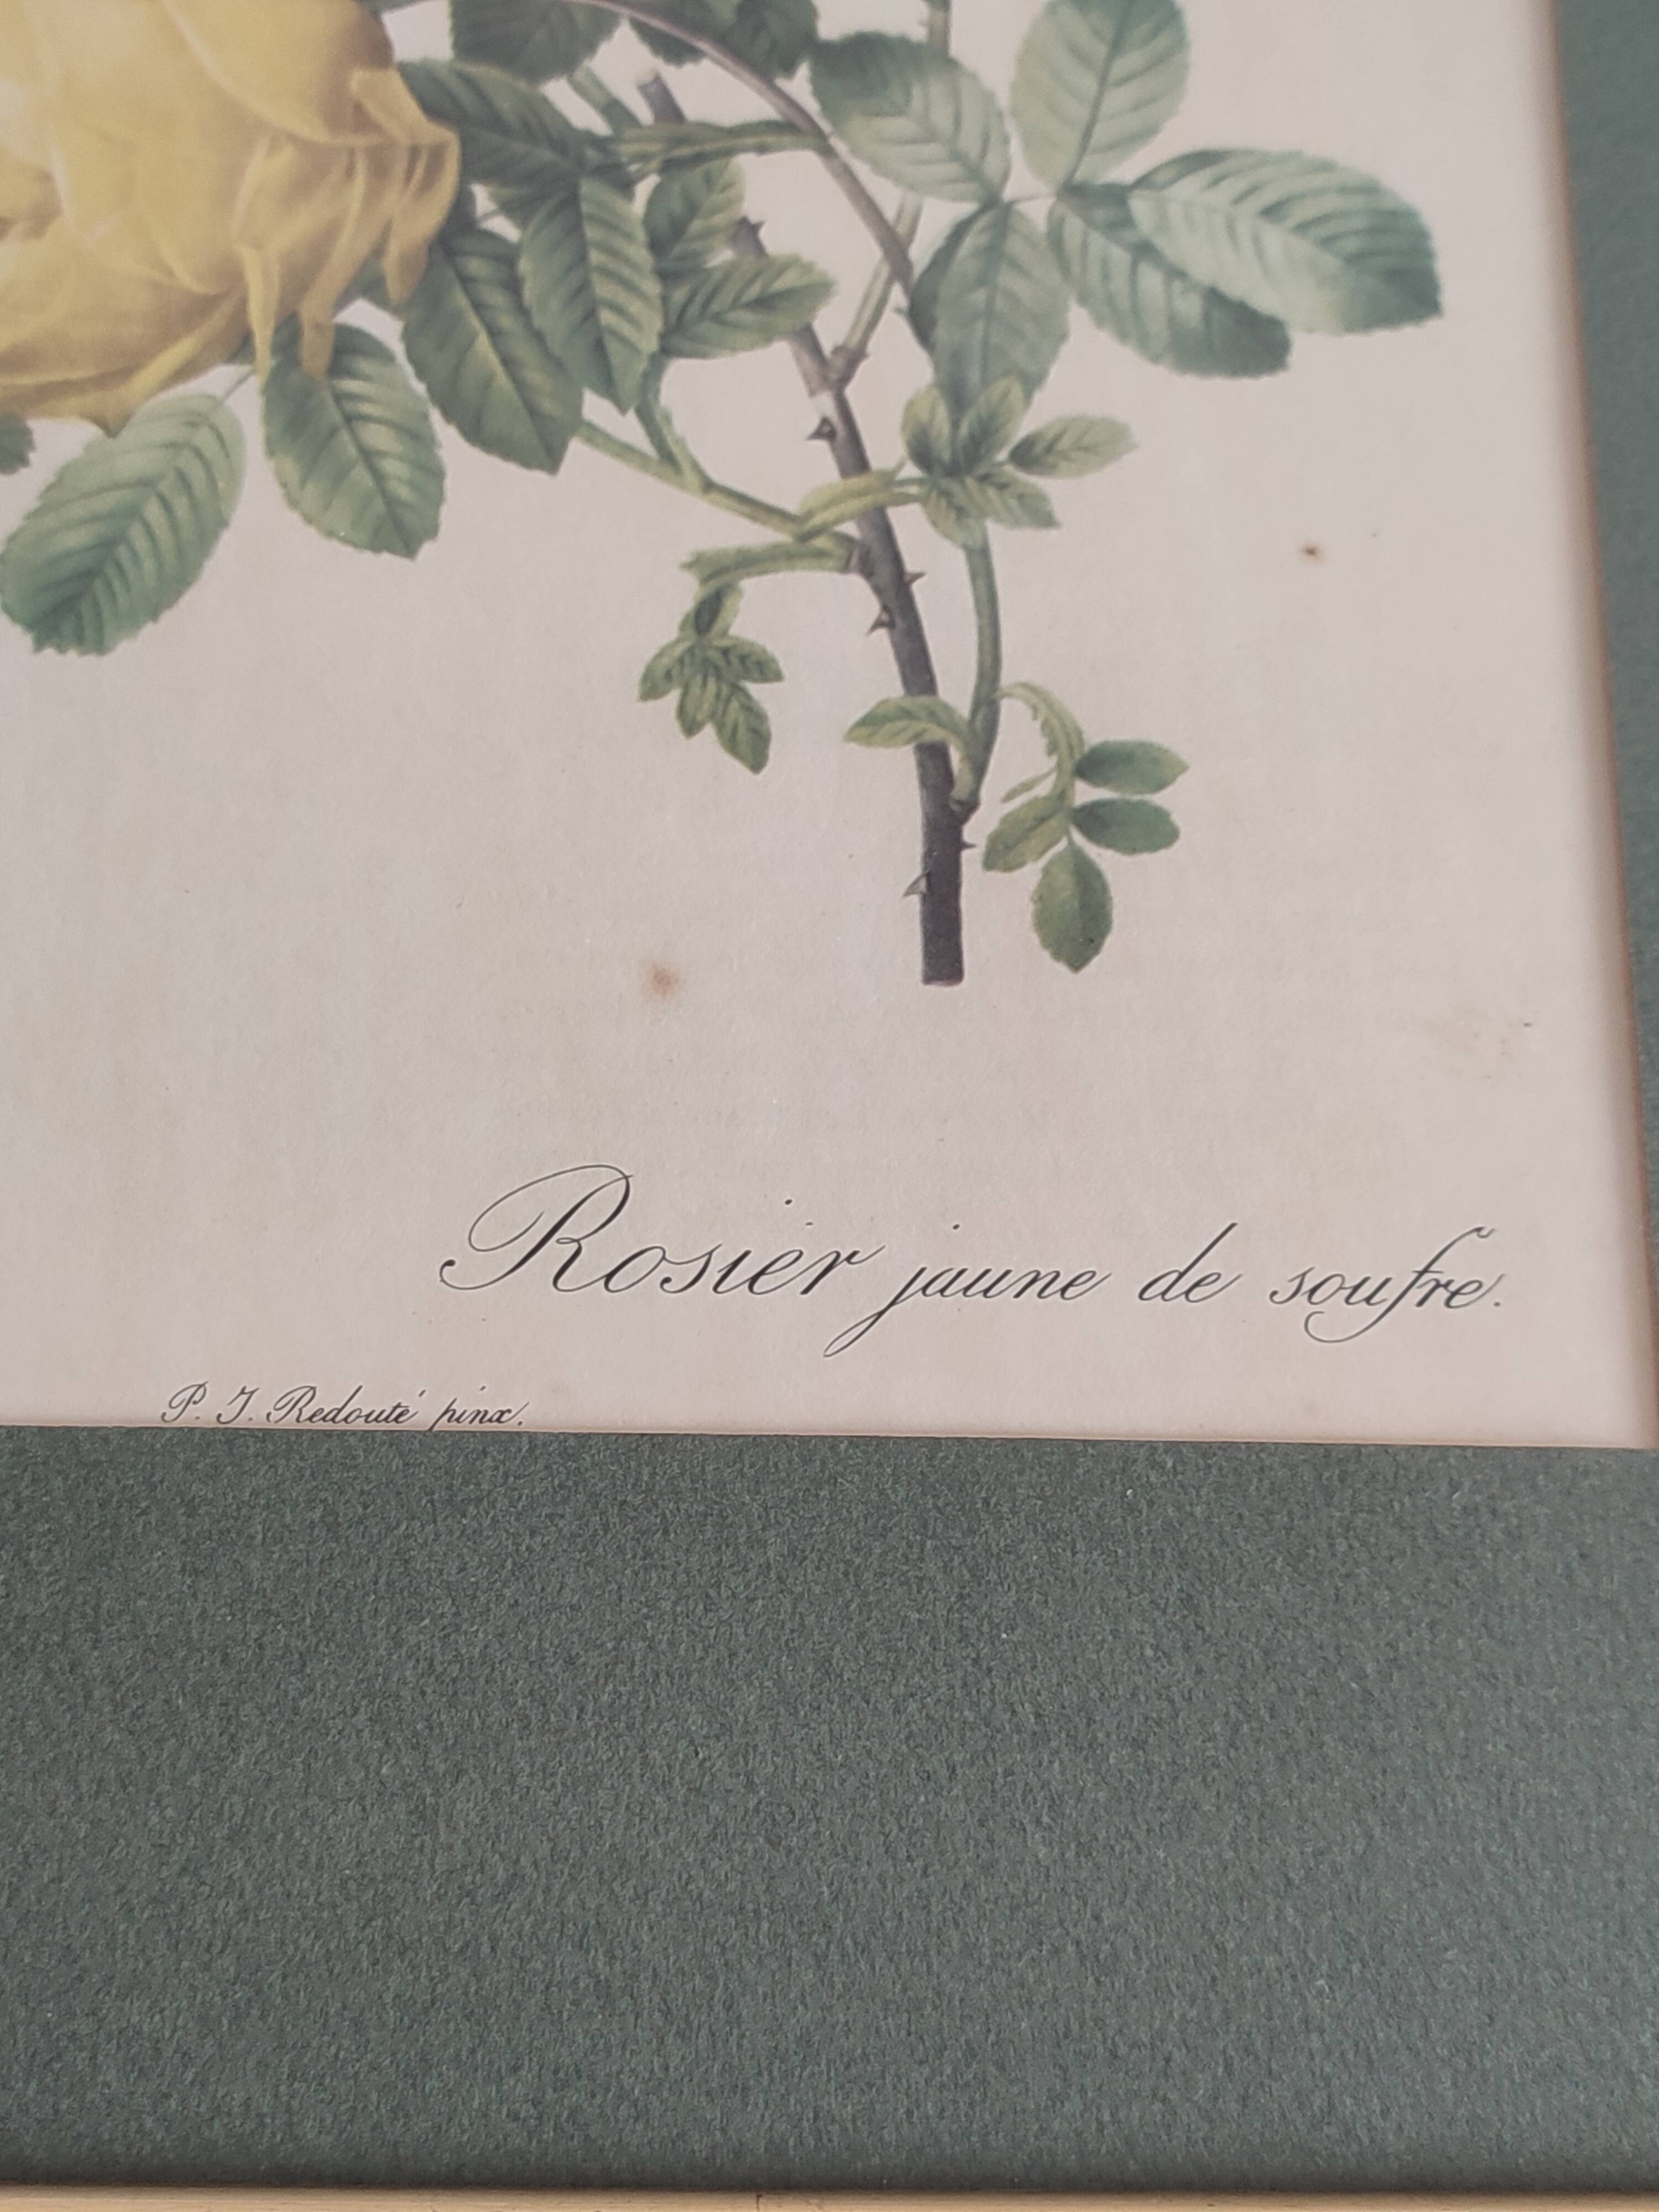 Rosier jaune de soufre.
P. J. Redouté pinx.